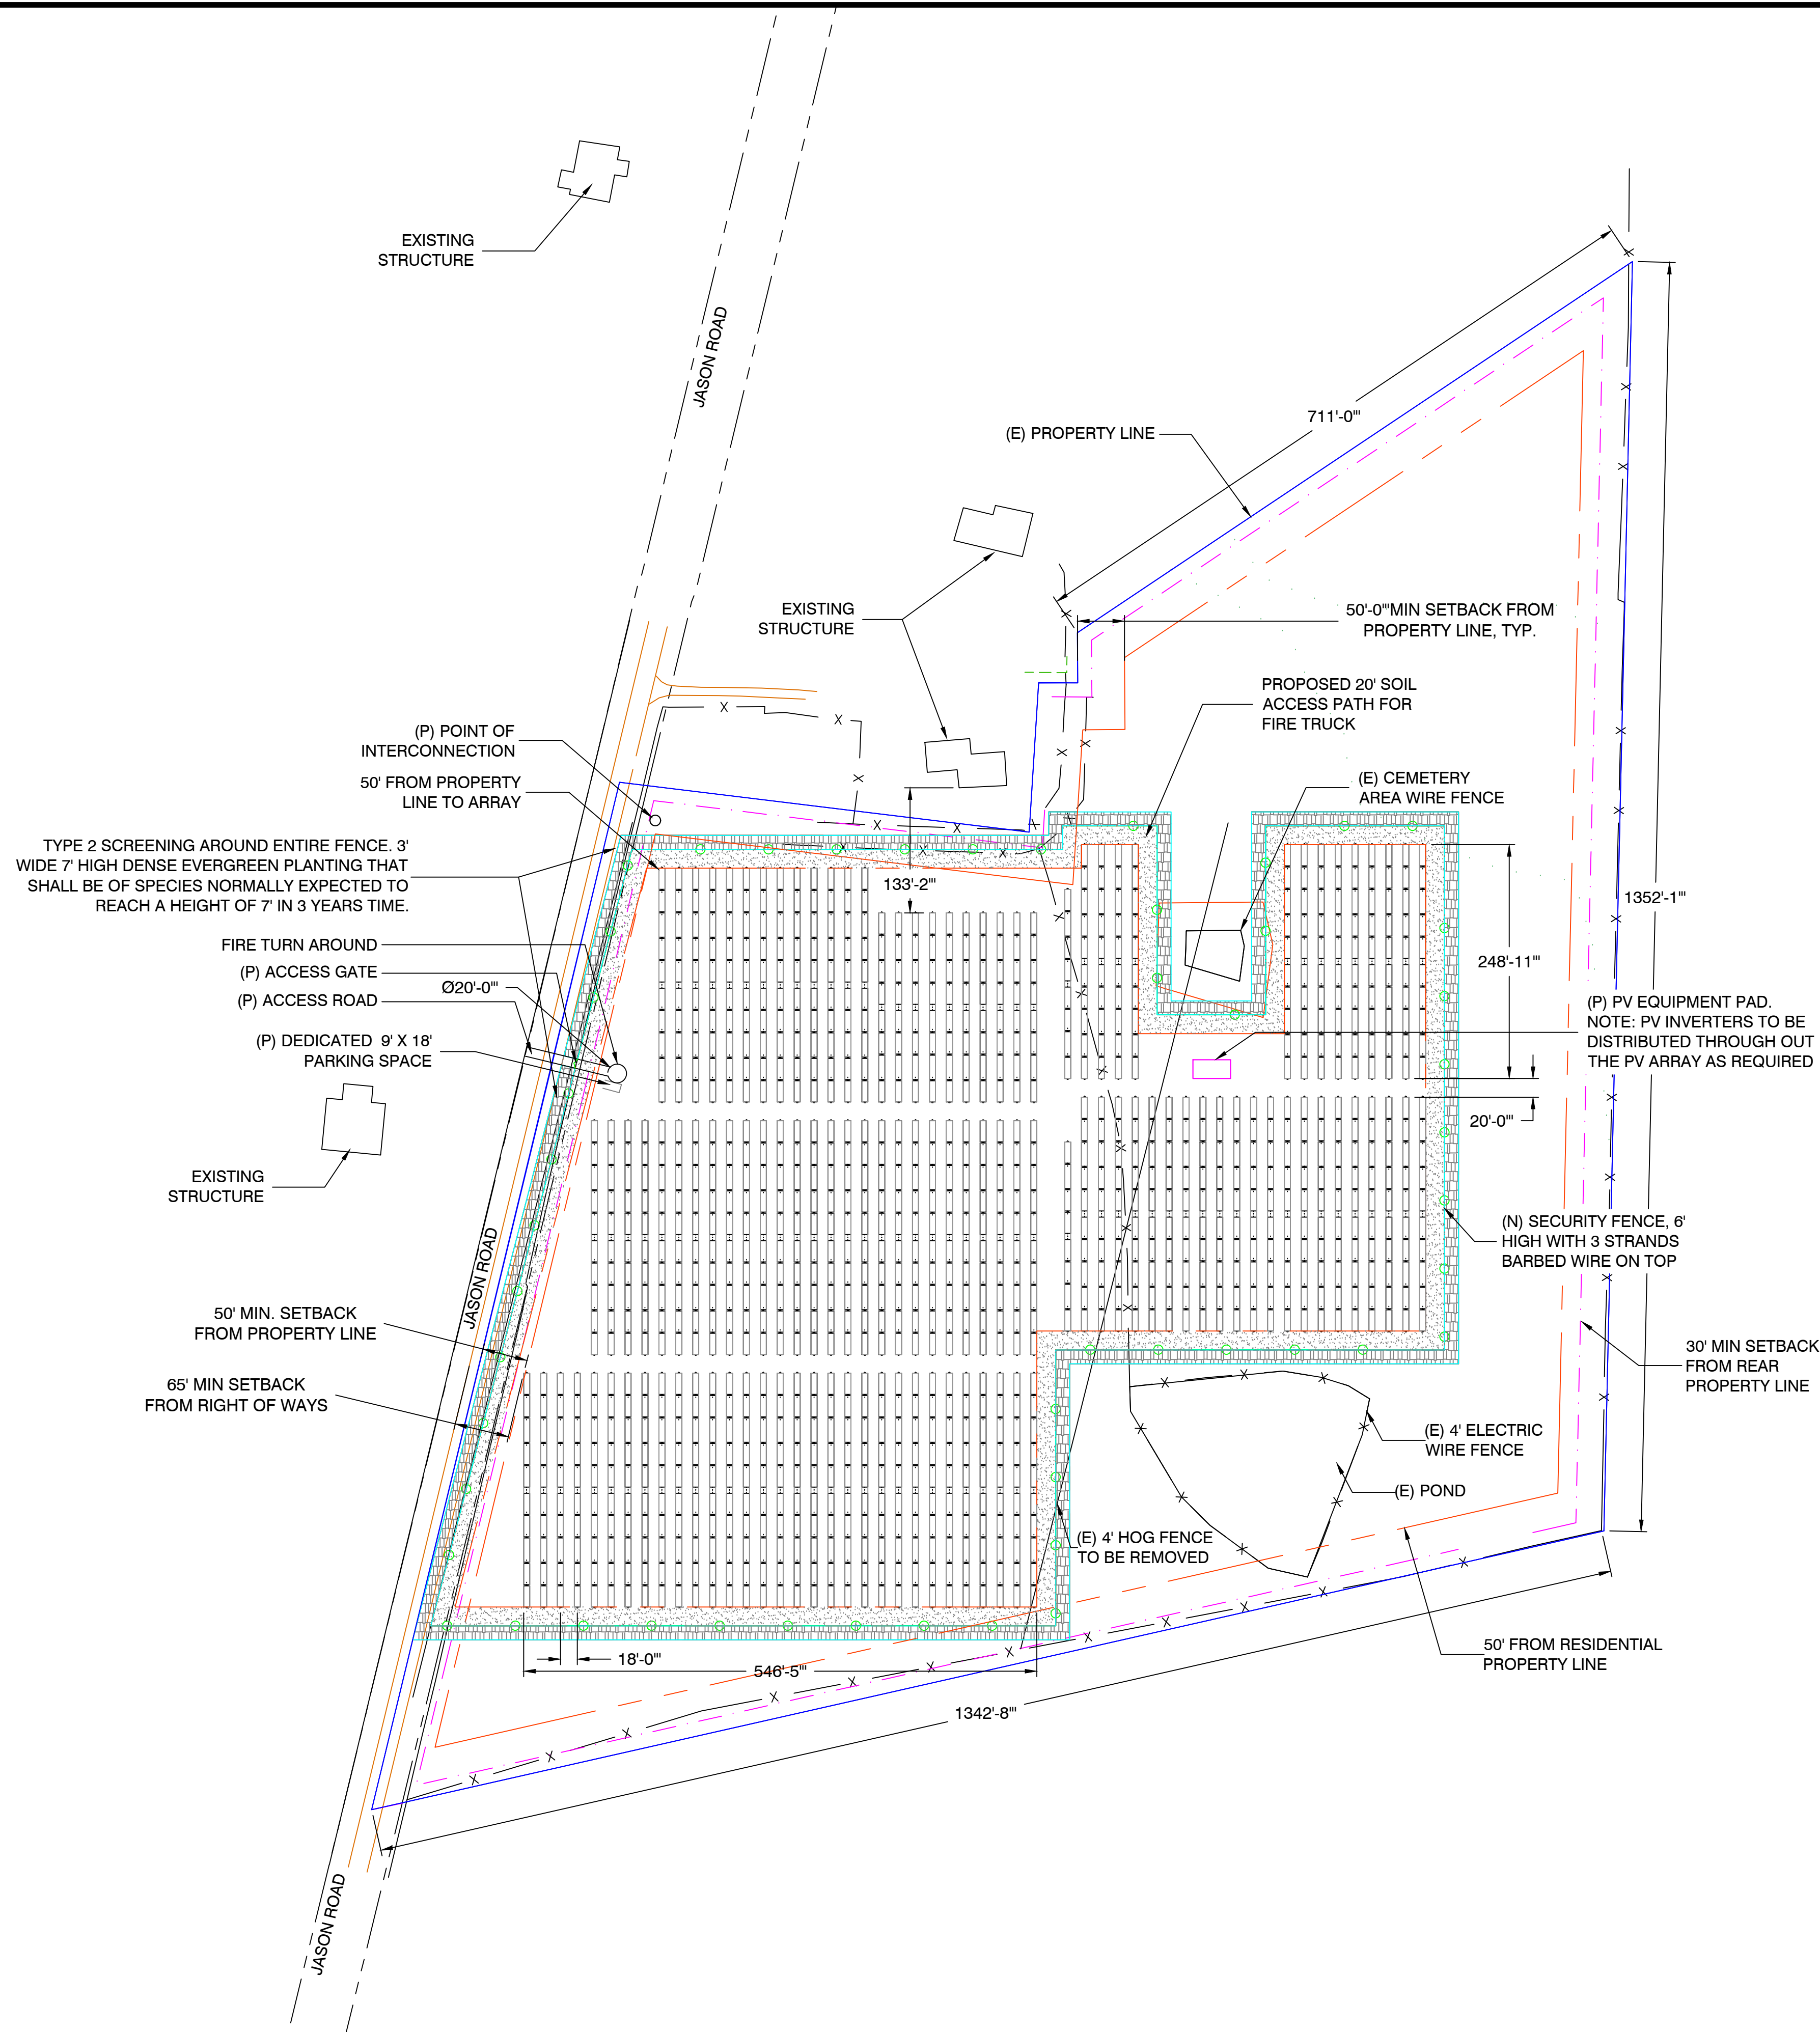 EXISTING
STRUCTURE
JASON ROAD
711'-0'"
(E) PROPERTY LINE
EXISTING
STRUCTURE
50'-0'"MIN SETBACK FROM
PROPERTY LINE, TYP.
PROPOSED 20' SOIL
ACCESS PATH FOR
FIRE TRUCK
(P) POINT OF
INTERCONNECTION
50' FROM PROPERTY
LINE TO ARRAY
(E) CEMETERY
AREA WIRE FENCE
TYPE 2 SCREENING AROUND ENTIRE FENCE. 3'
WIDE 7' HIGH DENSE EVERGREEN PLANTING THAT
SHALL BE OF SPECIES NORMALLY EXPECTED TO
REACH A HEIGHT OF 7' IN 3 YEARS TIME.
133'-2'"
1352'-1'"
FIRE TURN AROUND
(P) ACCESS GATE
Ø20'-0'"
(P) ACCESS ROAD
248'-11'"
(P) PV EQUIPMENT PAD.
NOTE: PV INVERTERS TO BE
DISTRIBUTED THROUGH OUT
THE PV ARRAY AS REQUIRED
(P) DEDICATED 9' X 18'
PARKING SPACE
20'-0'"
EXISTING
STRUCTURE
(N) SECURITY FENCE, 6'
HIGH WITH 3 STRANDS
BARBED WIRE ON TOP
JASON ROAD
50' MIN. SETBACK
FROM PROPERTY LINE
30' MIN SETBACK
FROM REAR
PROPERTY LINE
65' MIN SETBACK
FROM RIGHT OF WAYS
(E) 4' ELECTRIC
WIRE FENCE
(E) POND
(E) 4' HOG FENCE
TO BE REMOVED
50' FROM RESIDENTIAL
PROPERTY LINE
18'-0'"
546'-5'"
1342'-8'"
JASON ROAD